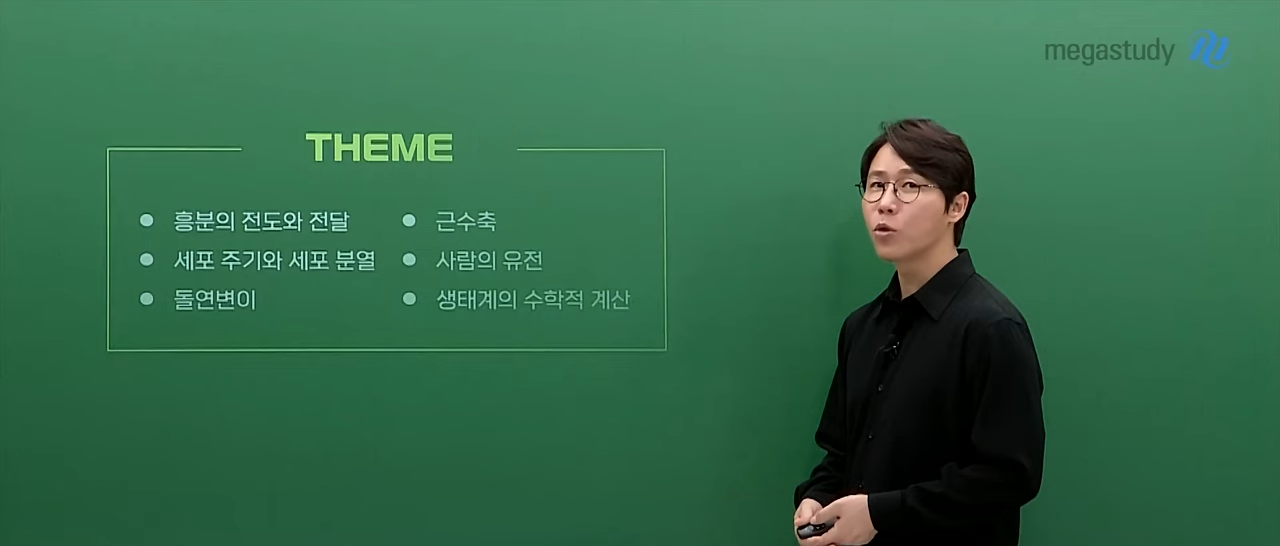 megastudy
THEME
흥분의 전도와 전달
세포 주기와 세포 분열
돌연변이
근수축
사람의 유전
생태계의 수학적 계산